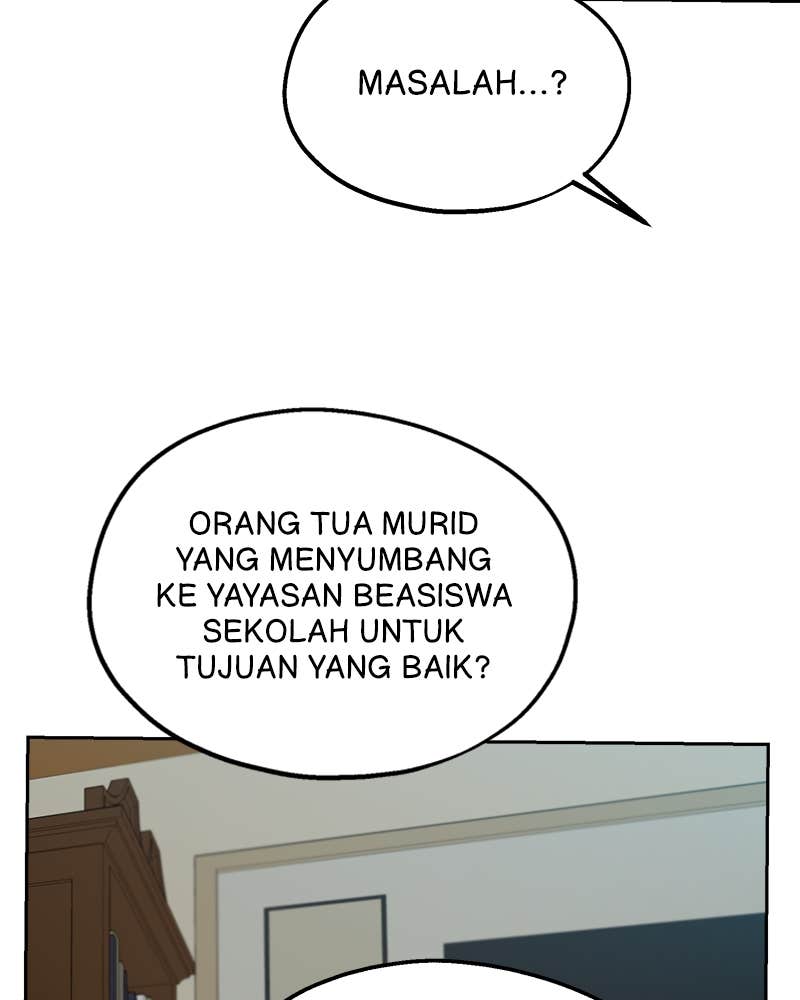 MASALAH...?
ORANG TUA MURID
YANG MENYUMBANG
KE YAYASAN BEASISWA
SEKOLAH UNTUK
TUJUAN YANG BAIK?